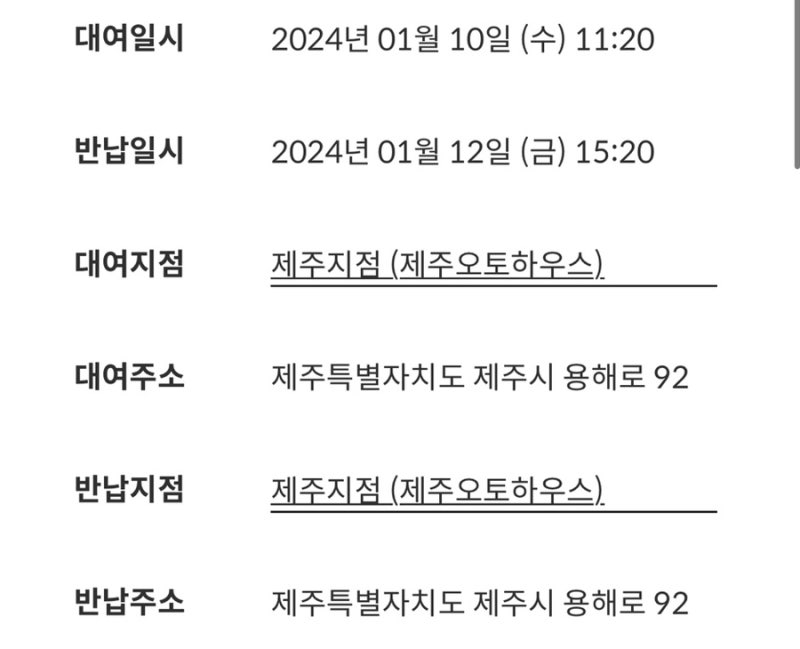 대여일시 2024년 01월 10일 (수) 11:20
반납일시 2024년 01월 12일 (금) 15:20
대여지점 제주지점 (제주오토하우스)
대여주소 제주특별자치도 제주시 용해로 92
반납지점 제주지점 (제주오토하우스)
반납주소 제주특별자치도 제주시 용해로 92